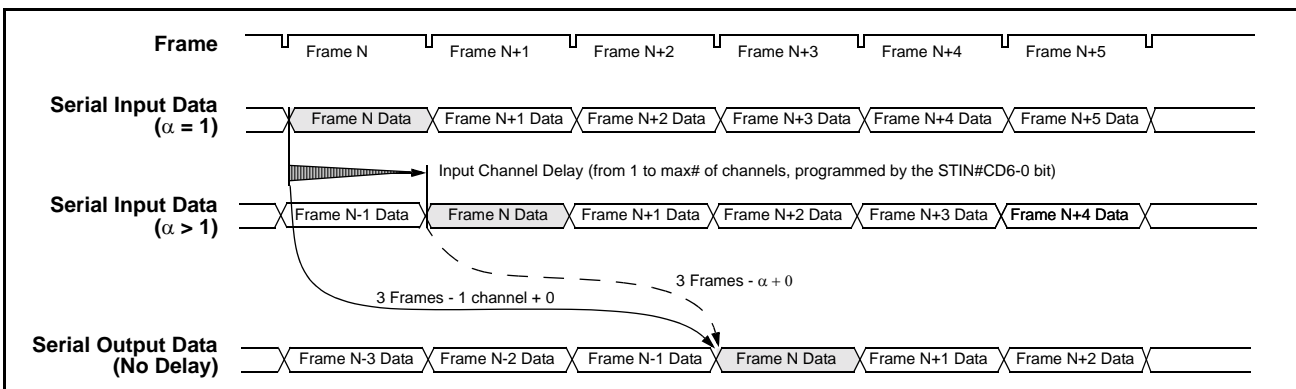 Frame
Frame N Frame N+1 Frame N+2 Frame N+3 Frame N+4 Frame N+5
Serial Input Data
(α = 1)
Frame N Data Frame N+1 Data Frame N+2 Data Frame N+3 Data Frame N+4 Data Frame N+5 Data
Input Channel Delay (from 1 to max# of channels, programmed by the STIN#CD6-0 bit)
Serial Input Data
(α > 1)
Frame N-1 Data Frame N Data Frame N+1 Data Frame N+2 Data Frame N+3 Data Frame N+4 Data
3 Frames - α + 0
3 Frames - 1 channel + 0
Serial Output Data
(No Delay)
Frame N-3 Data Frame N-2 Data Frame N-1 Data Frame N Data Frame N+1 Data Frame N+2 Data